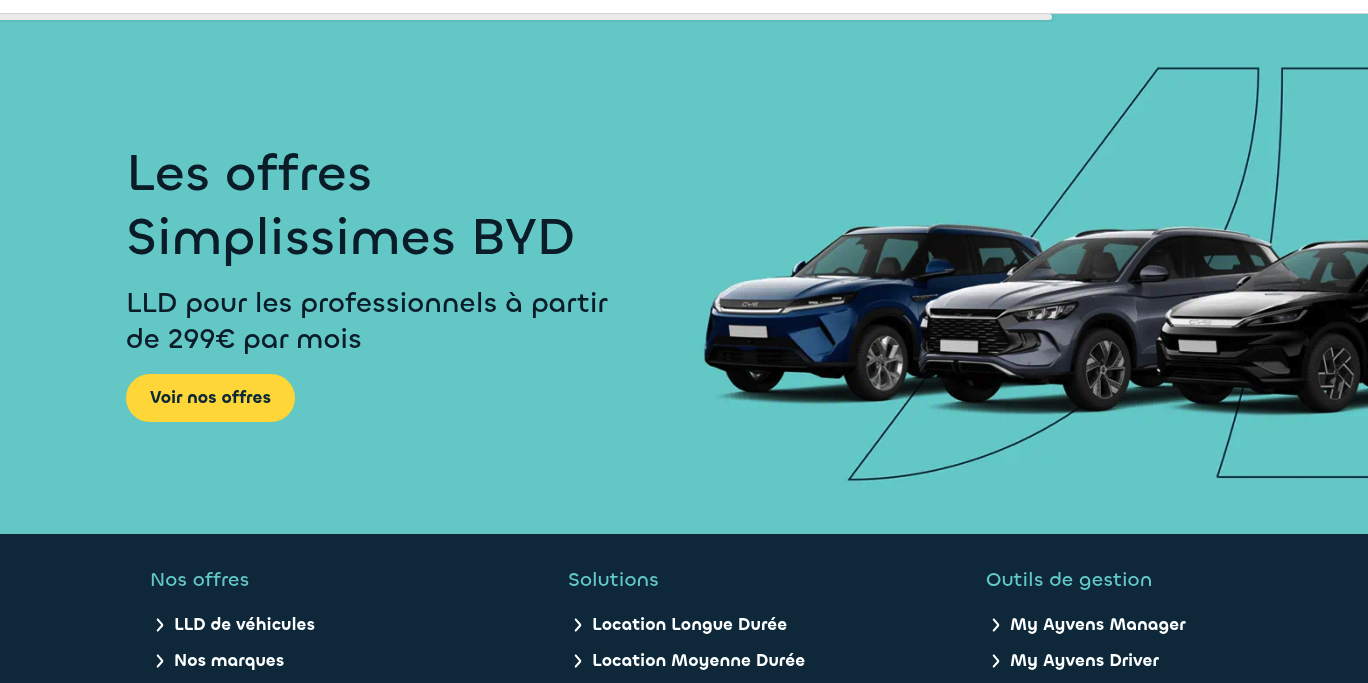 Les offres
Simplissimes BYD
LLD pour les professionnels à partir
de 299€ par mois
Voir nos offres
Nos offres
LLD de véhicules
Nos marques
Solutions
Location Longue Durée
Location Moyenne Durée
Outils de gestion
My Ayvens Manager
My Ayvens Driver